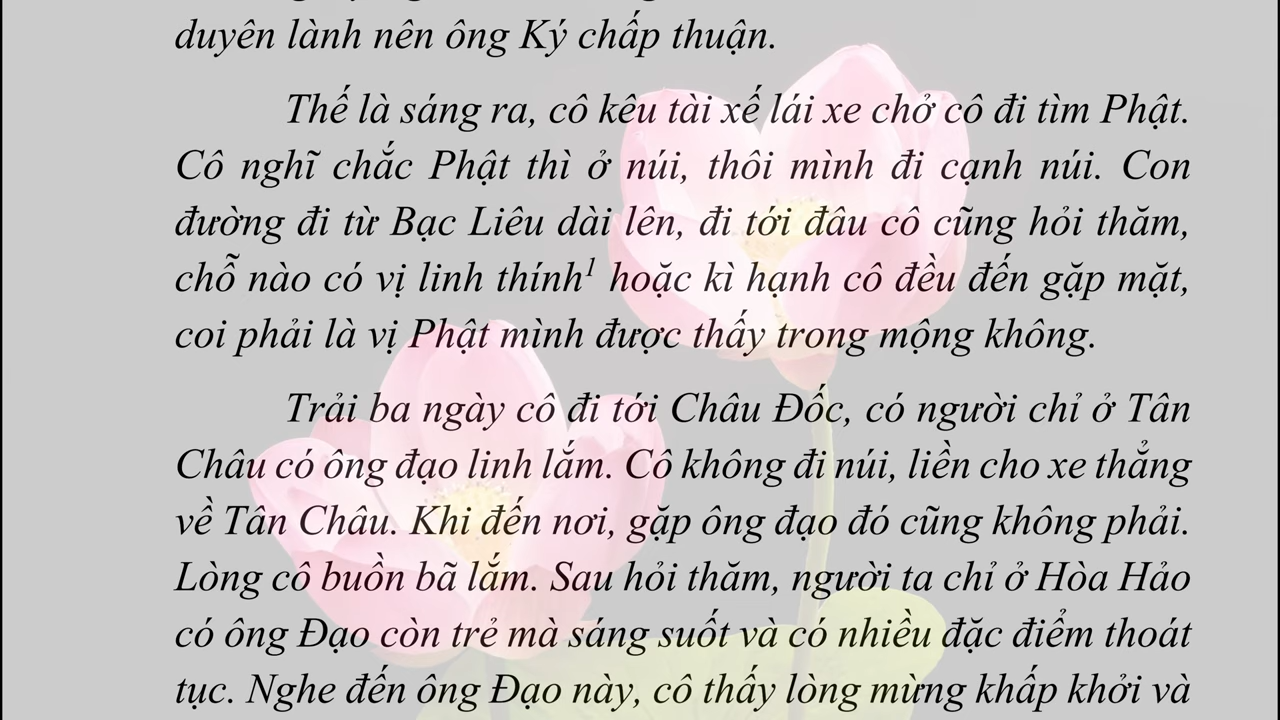 duyên lành nên ông Ký chấp thuận.
Thế là sáng ra, cô kêu tài xế lái xe chở cô đi tìm Phật.
Cô nghĩ chắc Phật thì ở núi, thôi mình đi cạnh núi. Con
đường đi từ Bạc Liêu dài lên, đi tới đâu cô cũng hỏi thăm,
chỗ nào có vị linh thính¹ hoặc kì hạnh cô đều đến gặp mặt,
coi phải là vị Phật mình được thấy trong mộng không.
Trải ba ngày cô đi tới Châu Đốc, có người chỉ ở Tân
Châu có ông đạo linh lắm. Cô không đi núi, liền cho xe thẳng
về Tân Châu. Khi đến nơi, gặp ông đạo đó cũng không phải.
Lòng cô buồn bã lắm. Sau hỏi thăm, người ta chỉ ở Hòa Hảo
có ông Đạo còn trẻ mà sáng suốt và có nhiều đặc điểm thoát
tục. Nghe đến ông Đạo này, cô thấy lòng mừng khấp khởi và